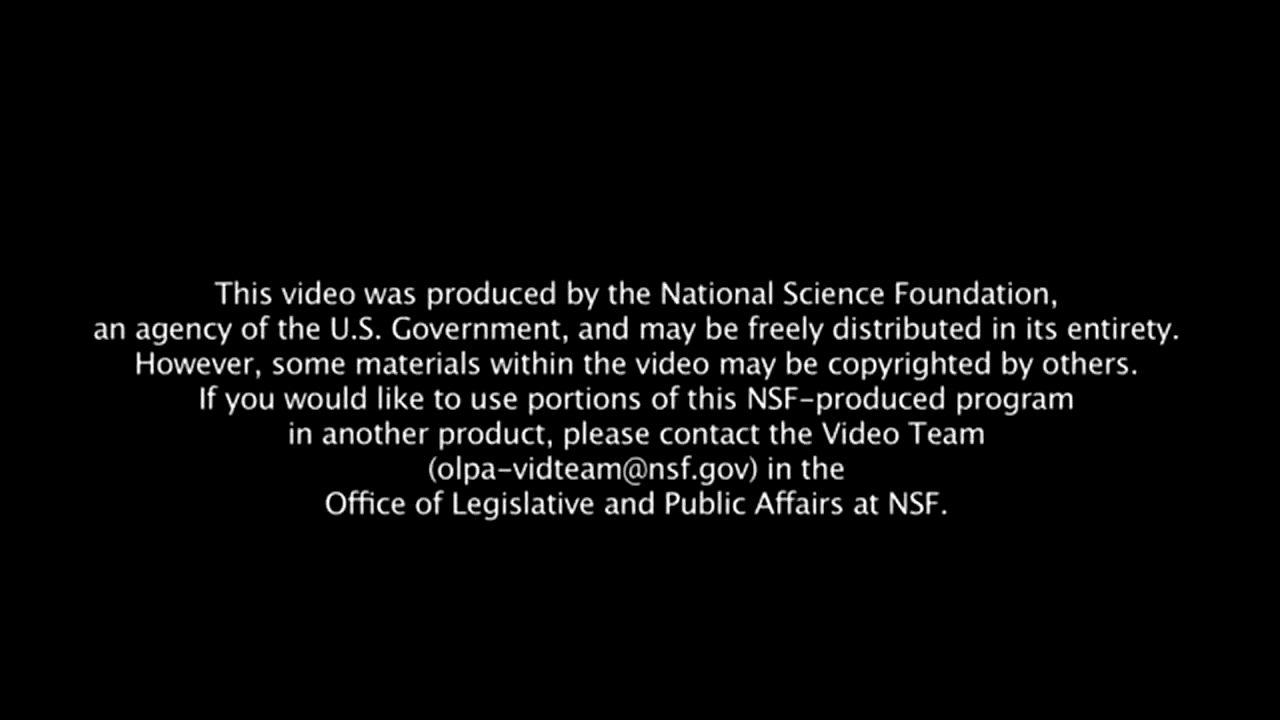 This video was produced by the National Science Foundation,
an agency of the U.S. Government, and may be freely distributed in its entirety.
However, some materials within the video may be copyrighted by others.
If you would like to use portions of this NSF-produced program
in another product, please contact the Video Team
(olpa-vidteam@nsf.gov) in the
Office of Legislative and Public Affairs at NSF.